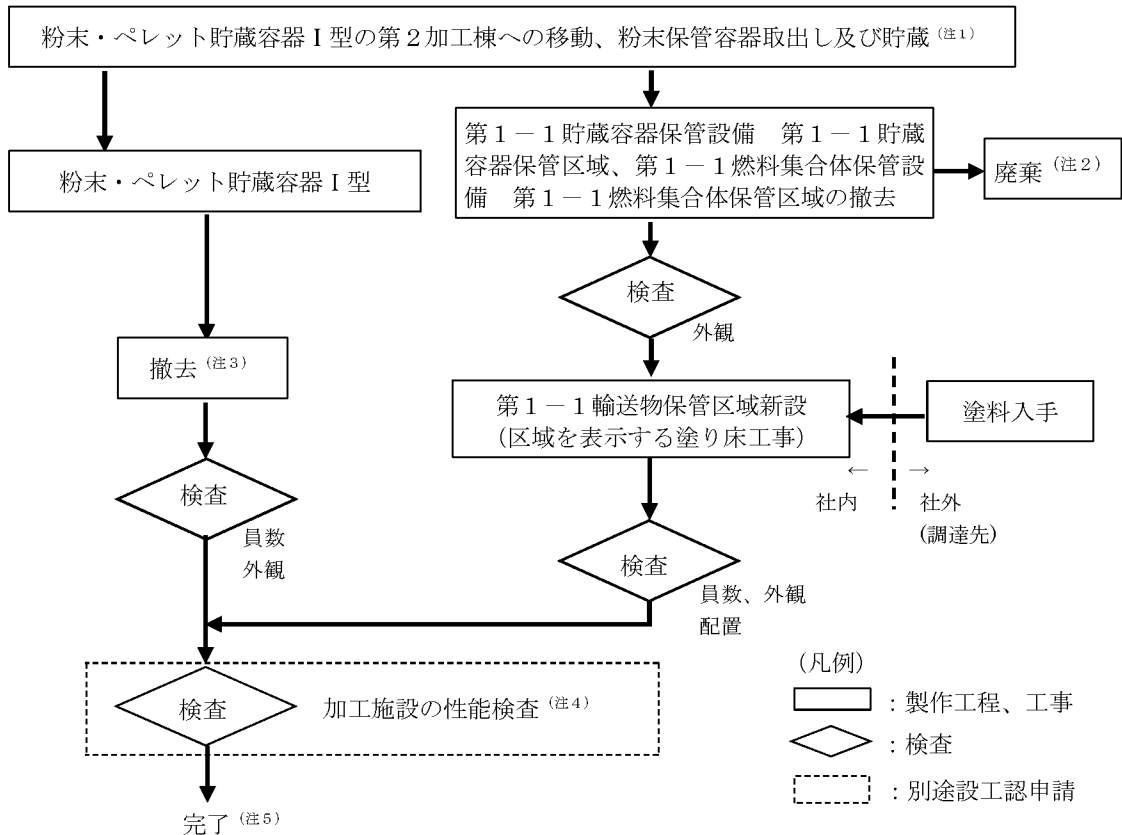 粉末・ペレット貯蔵容器Ⅰ型の第２加工棟への移動、粉末保管容器取出し及び貯蔵（注１）
第１－１貯蔵容器保管設備　第１－１貯蔵
容器保管区域、第１－１燃料集合体保管設
備　第１－１燃料集合体保管区域の撤去
廃棄（注２）
粉末・ペレット貯蔵容器Ⅰ型
検査
外観
撤去（注３）
第１－１輸送物保管区域新設
（区域を表示する塗り床工事）
塗料入手
検査
員数
外観
← →
社内 社外
(調達先)
検査
員数、外観
配置
検査 加工施設の性能検査（注４）
完了（注５）
（凡例）
：製作工程、工事
：検査
：別途設工認申請